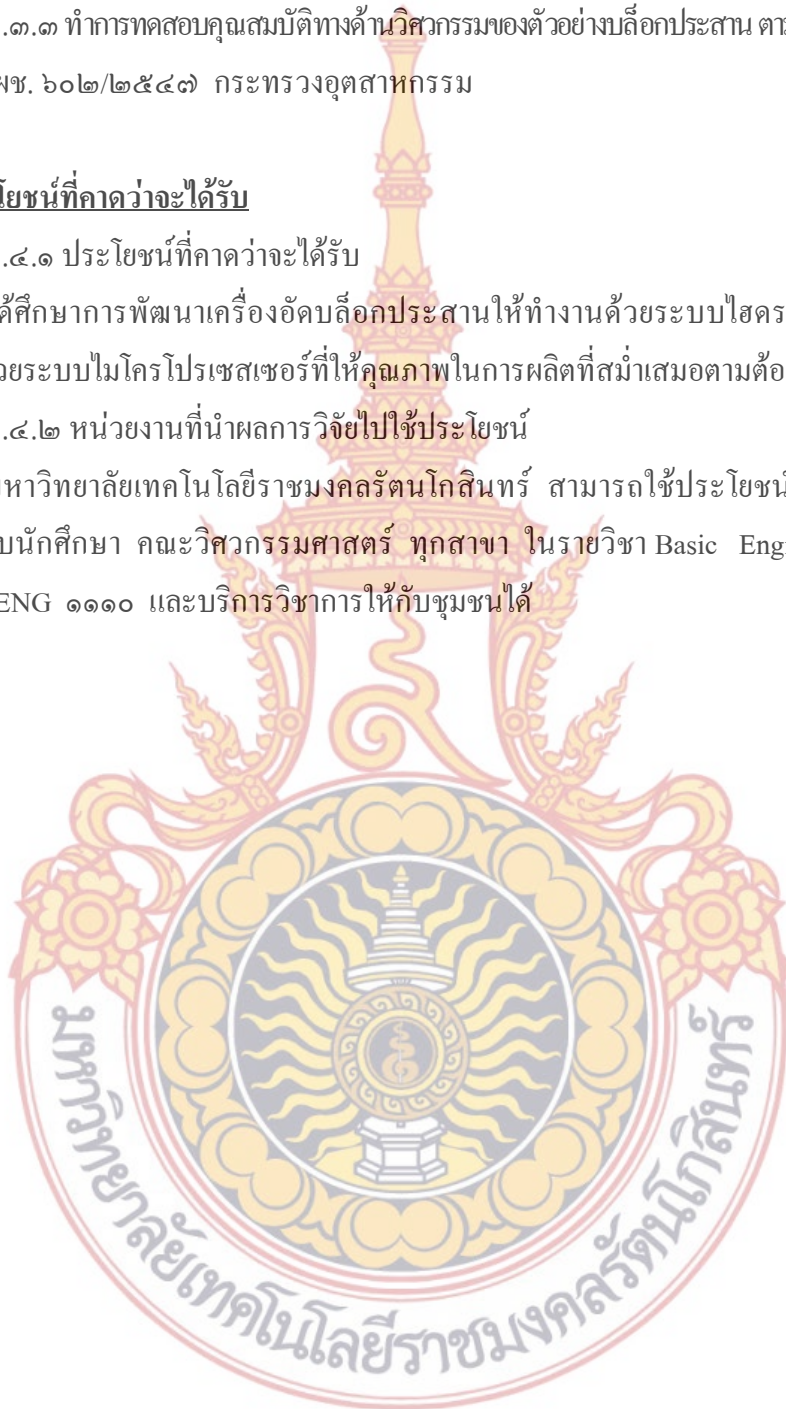 .๓.๓ ทำการทดสอบคุณสมบัติทางด้านวิศวกรรมของตัวอย่างบล็อกประสาน ตาม
ผช. ๖๐๒/๒๕๔๗ กระทรวงอุตสาหกรรม
โยชน์ที่คาดว่าจะได้รับ
.๔.๑ ประโยชน์ที่คาดว่าจะได้รับ
ด้ศึกษาการพัฒนาเครื่องอัดบล็อกประสานให้ทำงานด้วยระบบไฮดร
วยระบบไมโครโปรเซสเซอร์ที่ให้คุณภาพในการผลิตที่สม่ำเสมอตามต้อ
.๔.๒ หน่วยงานที่นำผลการวิจัยไปใช้ประโยชน์
มหาวิทยาลัยเทคโนโลยีราชมงคลรัตนโกสินทร์ สามารถใช้ประโยชน์
บนักศึกษา คณะวิศวกรรมศาสตร์ ทุกสาขา ในรายวิชา Basic Eng
ENG ๑๑๑๐ และบริการวิชาการให้กับชุมชนได้
มหาวิทยาลัยเทคโนโลยีราชมงคลรัตนโกสินทร์